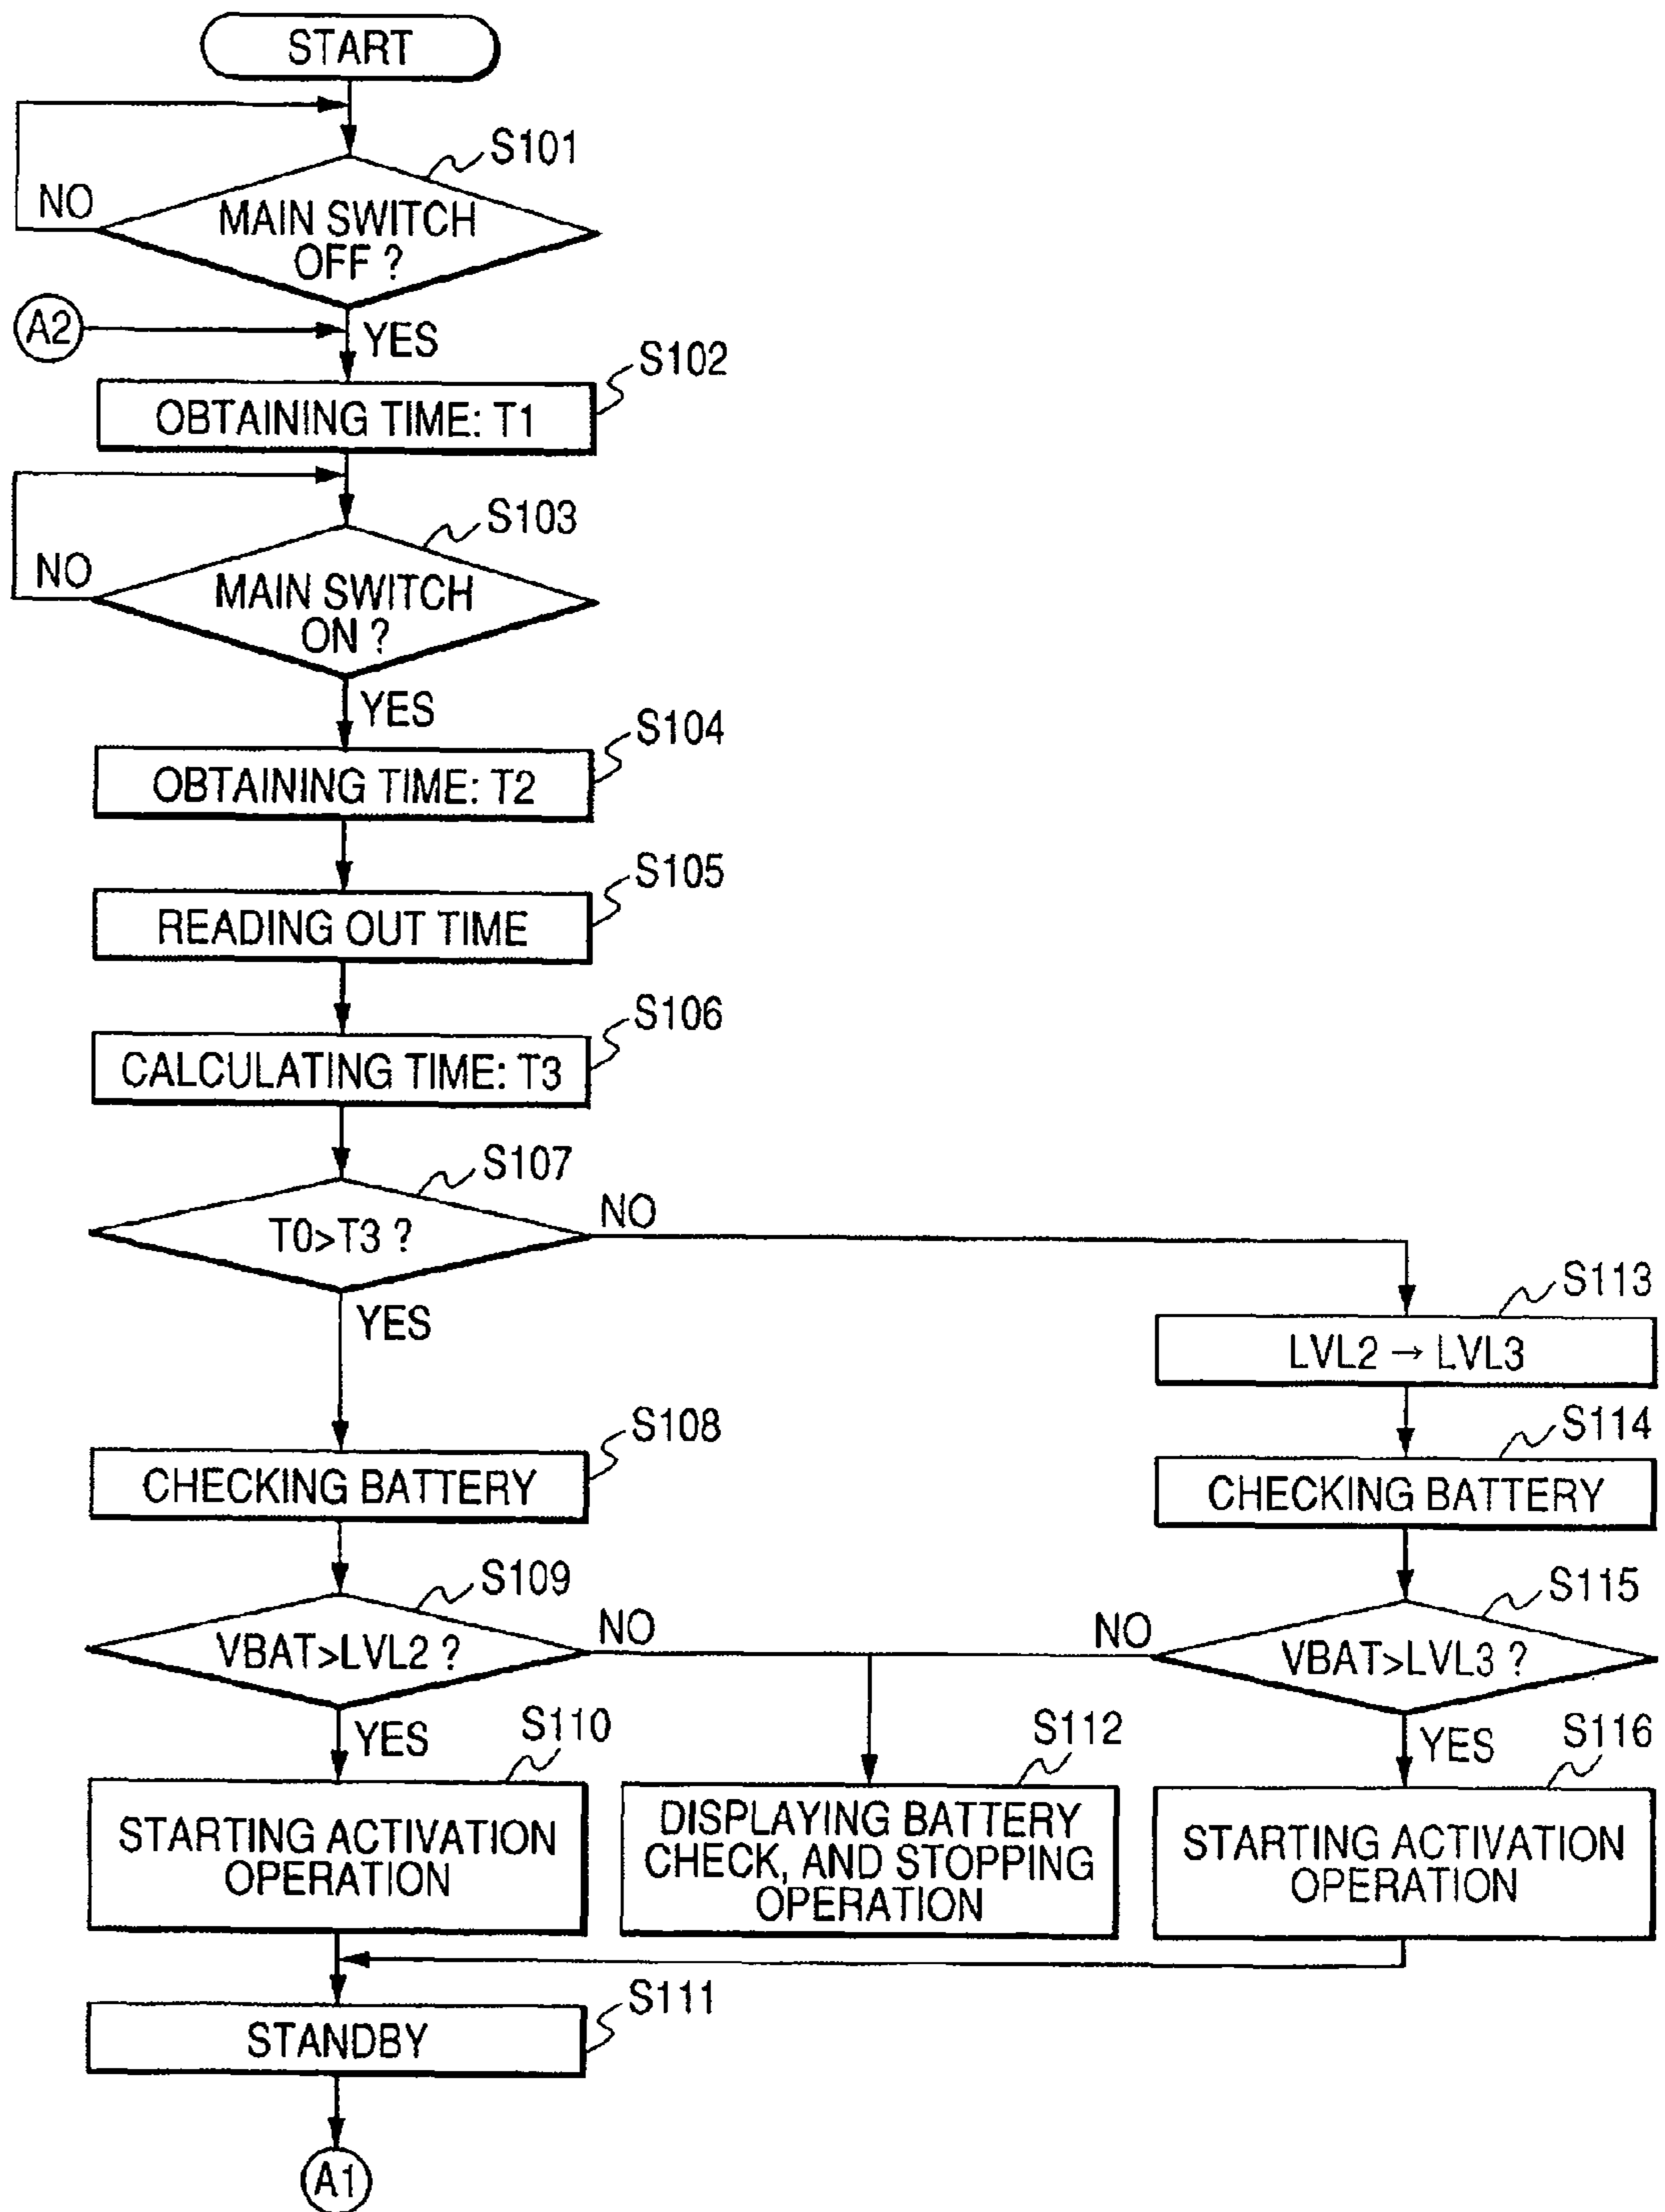 START
S101
NO
MAIN SWITCH
OFF ?
A2
YES
S102
OBTAINING TIME: T1
S103
NO
MAIN SWITCH
ON ?
YES
S104
OBTAINING TIME: T2
S105
READING OUT TIME
S106
CALCULATING TIME: T3
S107
T0>T3 ?
NO
YES
S113
LVL2 → LVL3
S108
CHECKING BATTERY
S114
CHECKING BATTERY
S109
VBAT>LVL2 ?
NO
S115
NO
VBAT>LVL3 ?
YES
S110
STARTING ACTIVATION
OPERATION
S112
DISPLAYING BATTERY
CHECK, AND STOPPING
OPERATION
YES
S116
STARTING ACTIVATION
OPERATION
S111
STANDBY
A1